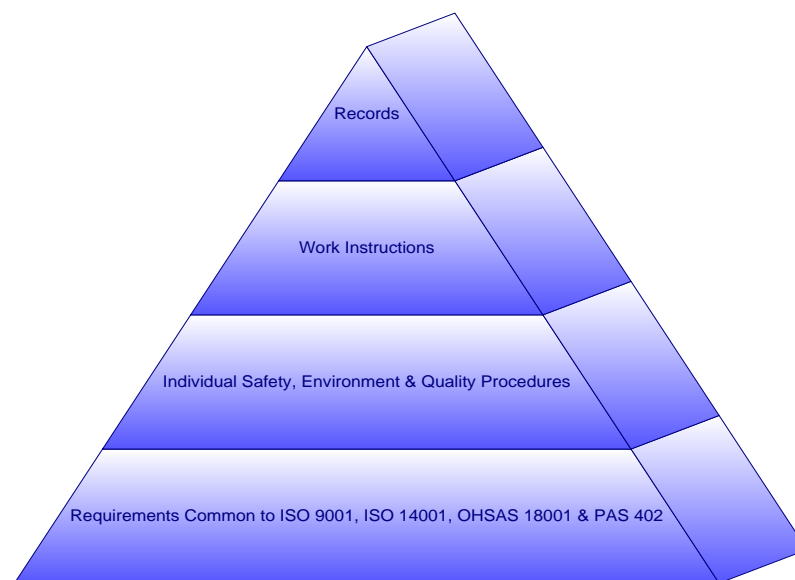 Records
Work Instructions
Individual Safety, Environment & Quality Procedures
Requirements Common to ISO 9001, ISO 14001, OHSAS 18001 & PAS 402